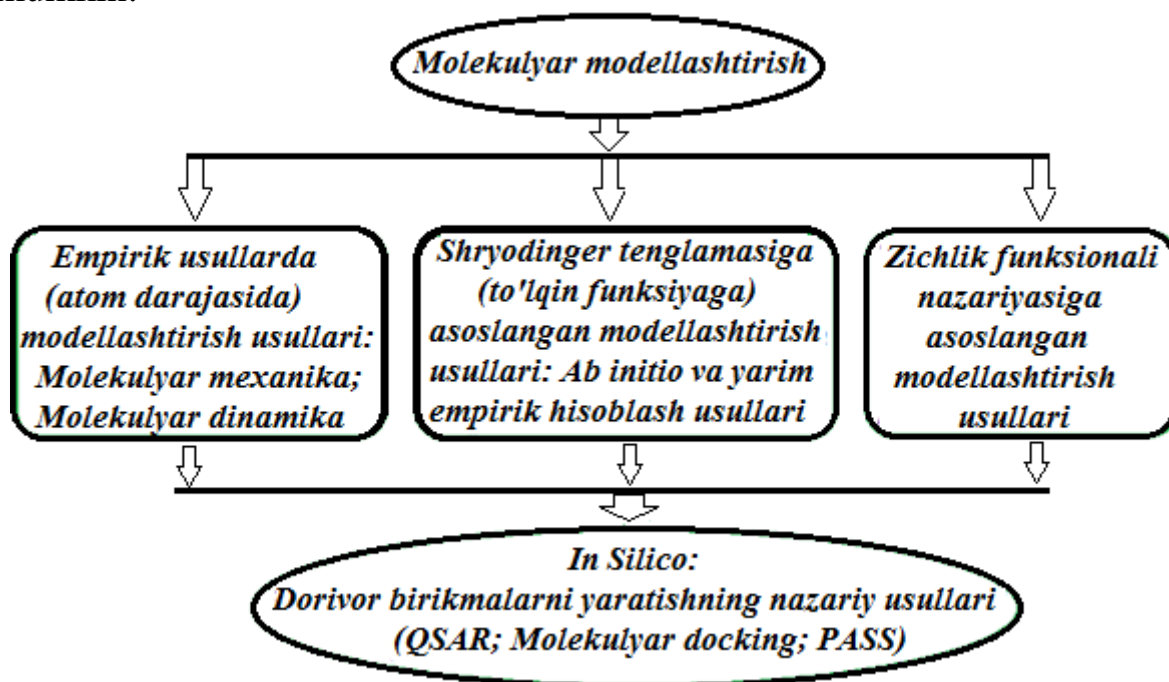 Molekulyar modellashtirish
Empirik usullarda
(atom darajasida)
modellashtirish usullari:
Molekulyar mexanika;
Molekulyar dinamika
Shryodinger tenglamasiga
(to'lqin funksiyaga)
asoslangan modellashtirish
usullari: Ab initio va yarim
empirik hisoblash usullari
Zichlik funksionali
nazariyasiga
asoslangan
modellashtirish
usullari
In Silico:
Dorivor birikmalarni yaratishning nazariy usullari
(QSAR; Molekulyar docking; PASS)